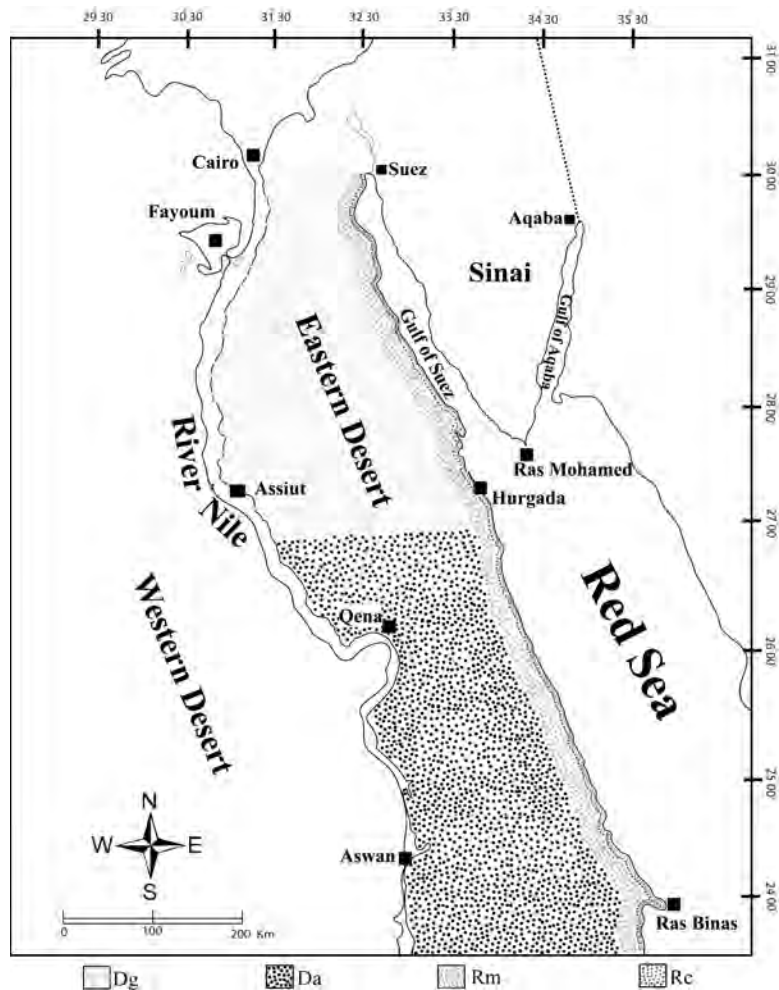 29 30
30 30
31 30
32 30
33 30
34 30
35 30
31 00
30 00
29 00
28 00
27 00
26 00
25 00
24 00
Cairo
Suez
Fayoum
Aqaba
Sinai
Eastern Desert
Gulf of Suez
Gulf of Aqaba
River Nile
Assiut
Ras Mohamed
Hurgada
Western Desert
Qena
Red Sea
N
W E
S
Aswan
Ras Binas
0 100 200 Km
Dg Da Rm Rc